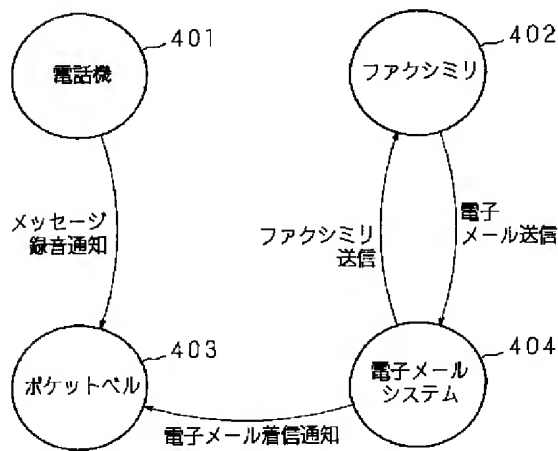 401
電話機
402
ファクシミリ
メッセージ
録音通知
ファクシミリ
送信
電子
メール送信
403
ポケットベル
404
電子メール
システム
電子メール着信通知